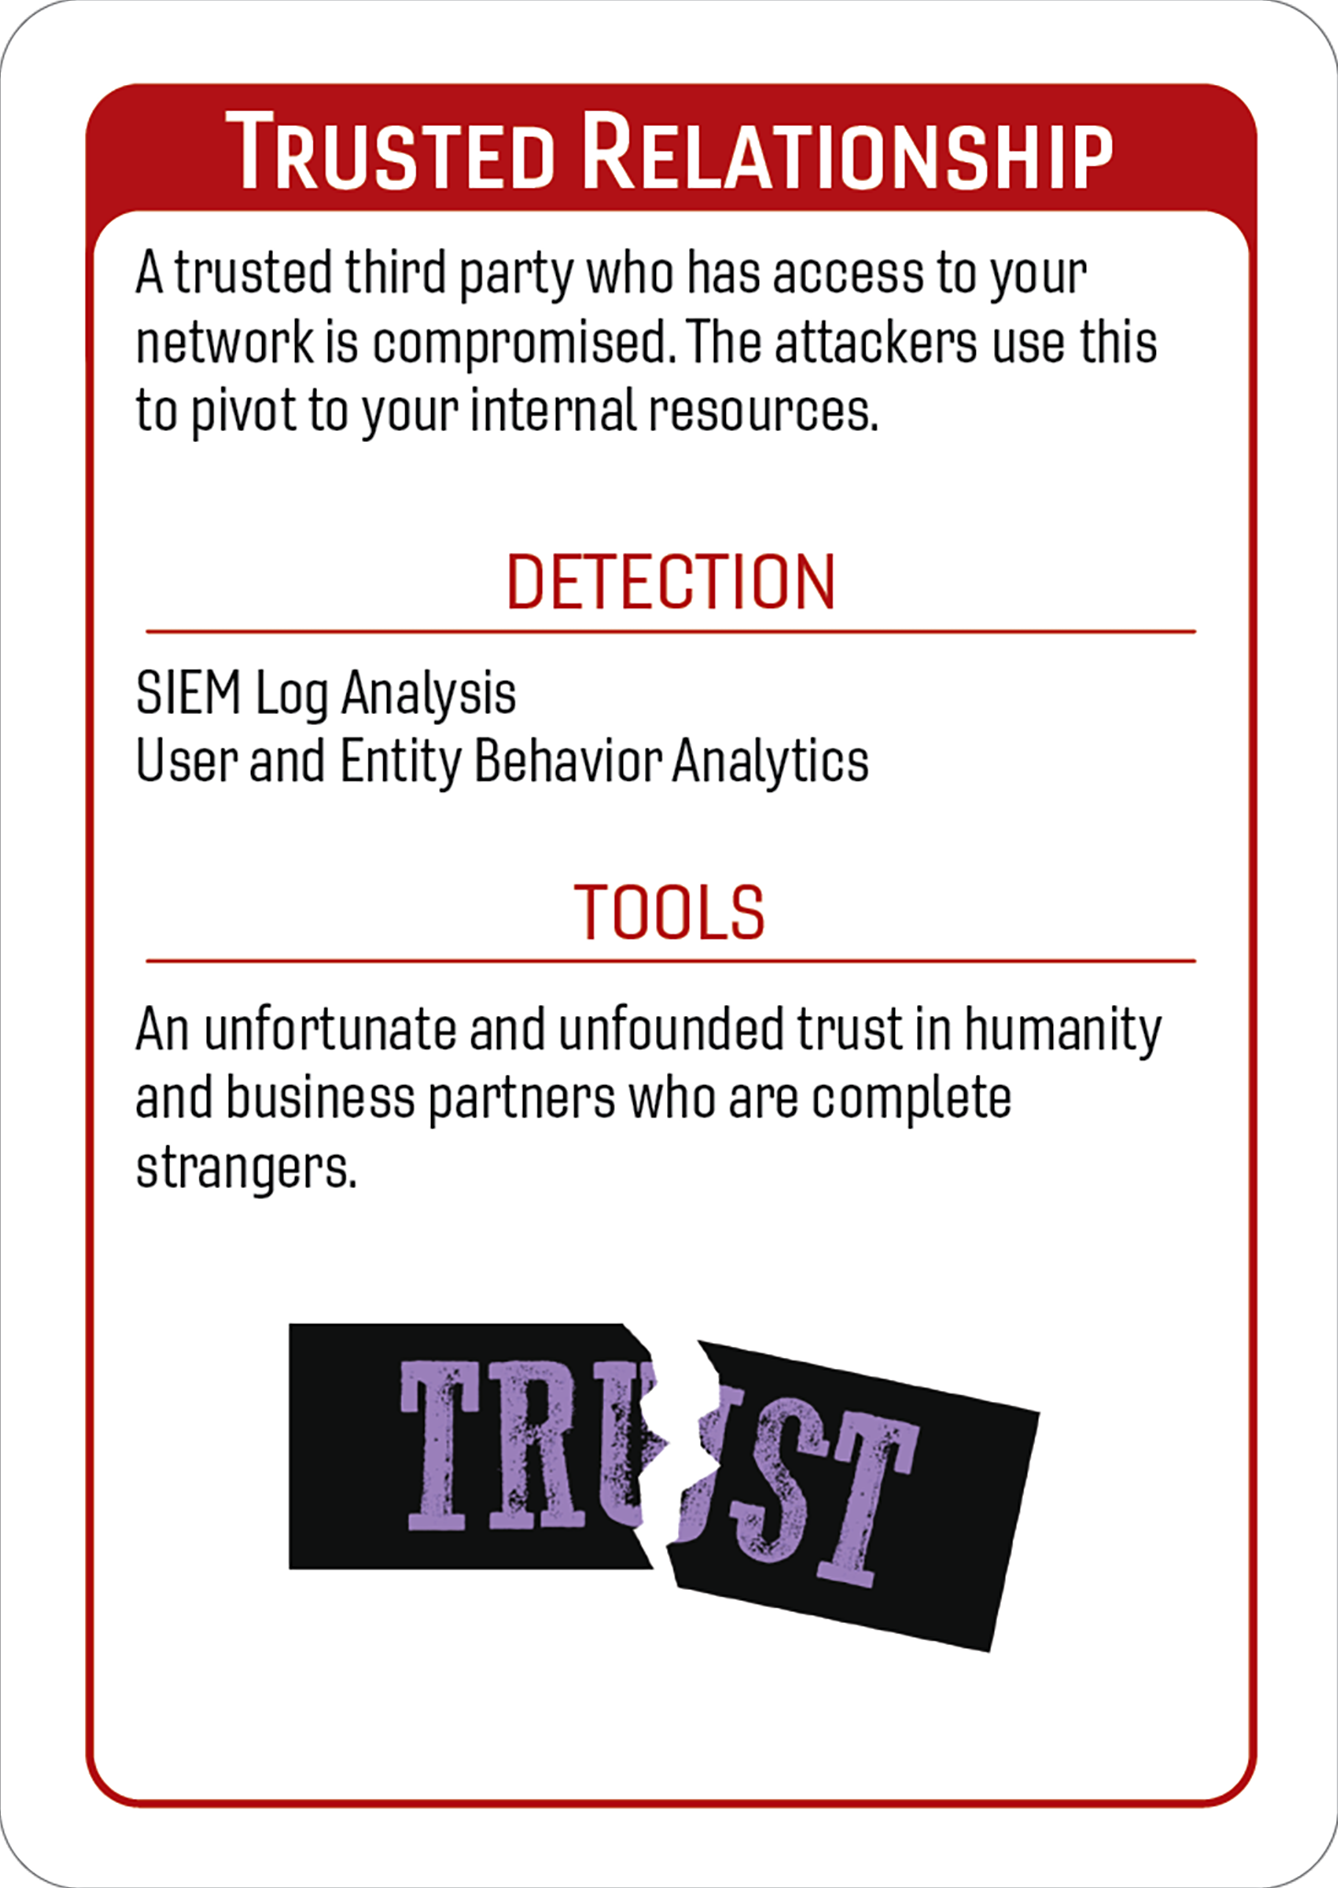 TRUSTED RELATIONSHIP
A trusted third party who has access to your
network is compromised. The attackers use this
to pivot to your internal resources.
DETECTION
SIEM Log Analysis
User and Entity Behavior Analytics
TOOLS
An unfortunate and unfounded trust in humanity
and business partners who are complete
strangers.
TRUST